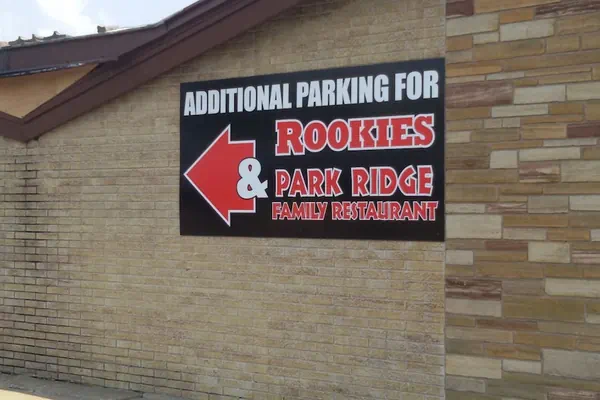 ADDITIONAL PARKING FOR
ROOKIES
&
PARK RIDGE
FAMILY RESTAURANT